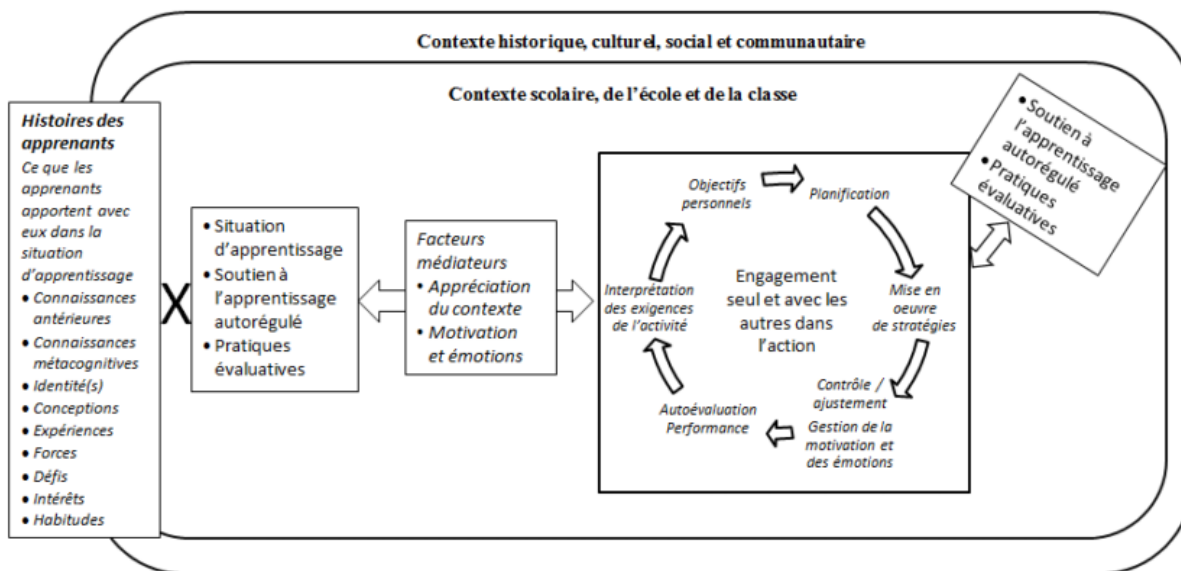 Contexte historique, culturel, social et communautaire
Contexte scolaire, de l'école et de la classe
Histoires des
apprenants
Ce que les
apprenants
apportent avec
eux dans la
situation
d'apprentissage
• Connaissances
antérieures
• Connaissances
métacognitives
• Identité(s)
• Conceptions
• Expériences
• Forces
• Défis
• Intérêts
• Habitudes
X
• Situation
d'apprentissage
• Soutien à
l'apprentissage
autorégulé
• Pratiques
évaluatives
Facteurs
médiateurs
• Appréciation
du contexte
• Motivation
et émotions
Objectifs
personnels
Planification
Mise en
oeuvre
de stratégies
Contrôle /
ajustement
Gestion de la
motivation et
des émotions
Autoévaluation
Performance
Interprétation
des exigences
de l'activité
Engagement
seul et avec les
autres dans
l'action
• Soutien à
l'apprentissage
autorégulé
• Pratiques
évaluatives